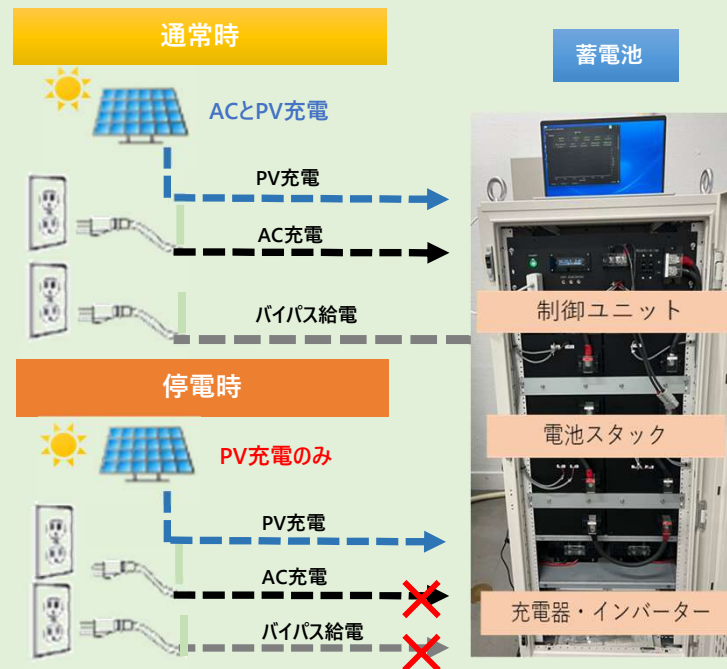 通常時
蓄電池
ACとPV充電
PV充電
AC充電
バイパス給電
制御ユニット
停電時
電池スタック
PV充電のみ
PV充電
AC充電
充電器・インバーター
バイパス給電